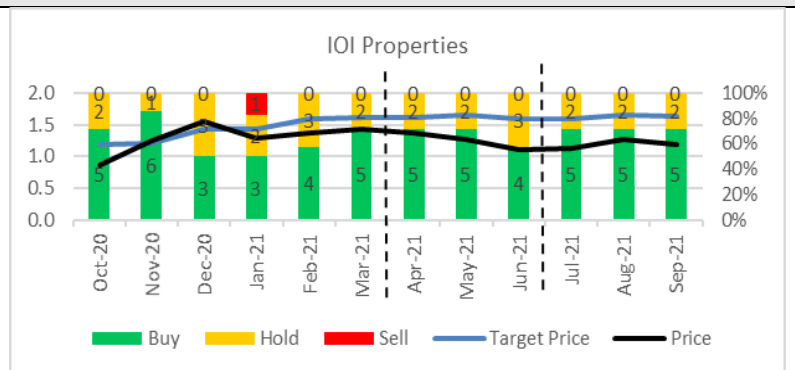 IOI Properties
2.0 0 0 0 1 0 0 0 0 0 0 0 0 100%
1.5 2 1 3 2 3 2 2 2 3 2 2 2 80%
1.0 60%
0.5 5 6 3 3 4 5 5 5 4 5 5 5 40%
20%
0.0 0%
Oct-20 Nov-20 Dec-20 Jan-21 Feb-21 Mar-21 Apr-21 May-21 Jun-21 Jul-21 Aug-21 Sep-21
Buy Hold Sell Target Price Price